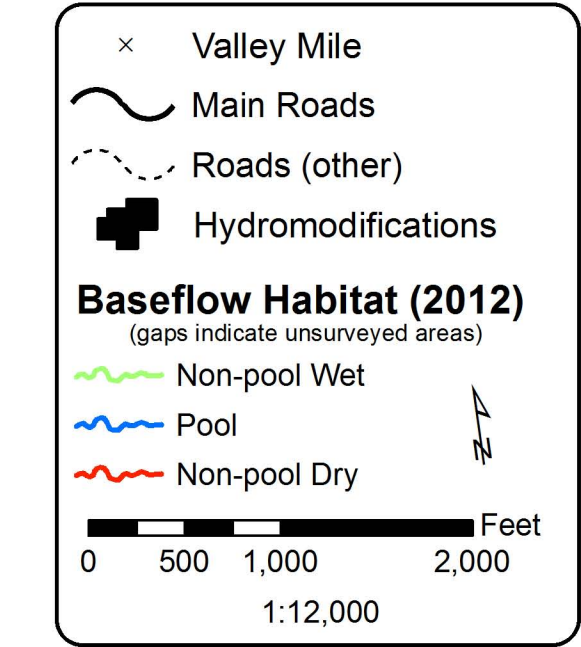 Valley Mile
Main Roads
Roads (other)
Hydromodifications
Baseflow Habitat (2012)
(gaps indicate unsurveyed areas)
Non-pool Wet
Pool
N
Non-pool Dry
Feet
0 500 1,000 2,000
1:12,000